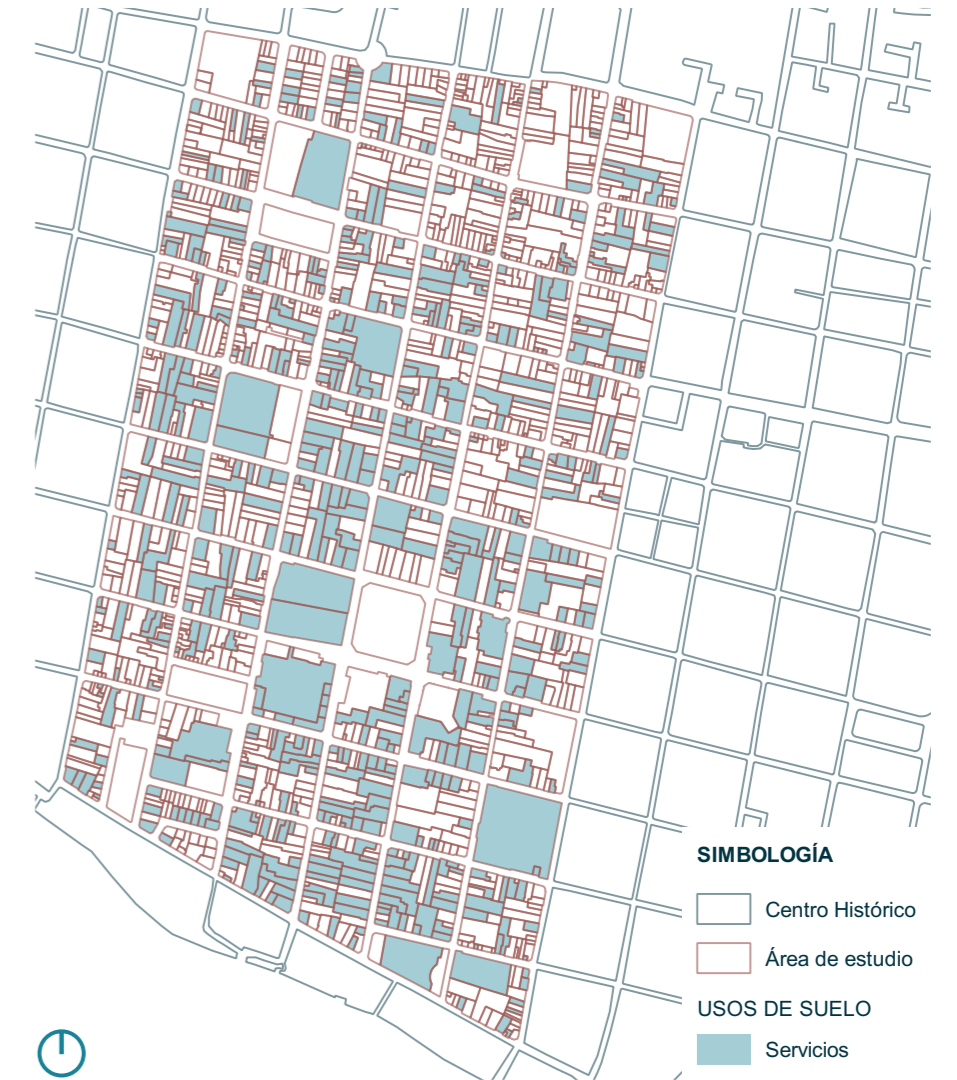 SIMBOLOGÍA
Centro Histórico
Área de estudio
USOS DE SUELO
Servicios